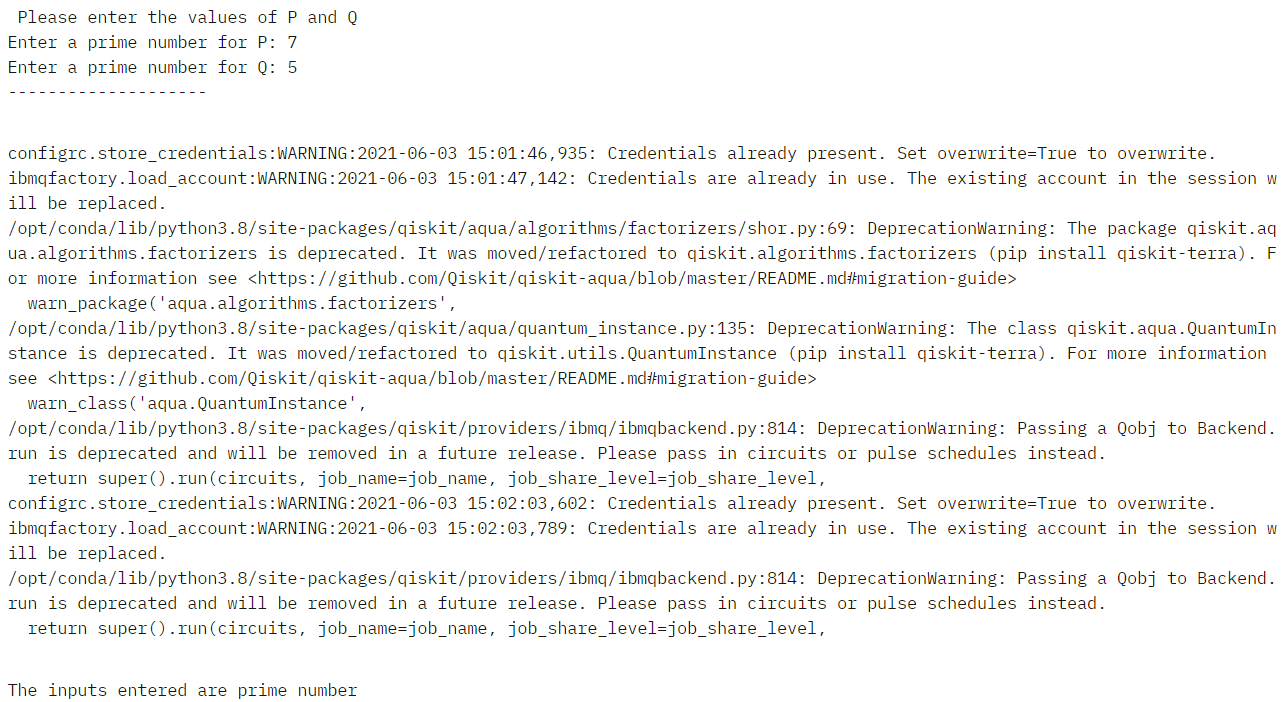 Please enter the values of P and Q
Enter a prime number for P: 7
Enter a prime number for Q: 5
--------------------
configrc.store_credentials:WARNING:2021-06-03 15:01:46,935: Credentials already present. Set overwrite=True to overwrite.
ibmqfactory.load_account:WARNING:2021-06-03 15:01:47,142: Credentials are already in use. The existing account in the session w
ill be replaced.
/opt/conda/lib/python3.8/site-packages/qiskit/aqua/algorithms/factorizers/shor.py:69: DeprecationWarning: The package qiskit.aq
ua.algorithms.factorizers is deprecated. It was moved/refactored to qiskit.algorithms.factorizers (pip install qiskit-terra). F
or more information see <https://github.com/Qiskit/qiskit-aqua/blob/master/README.md#migration-guide>
  warn_package('aqua.algorithms.factorizers',
/opt/conda/lib/python3.8/site-packages/qiskit/aqua/quantum_instance.py:135: DeprecationWarning: The class qiskit.aqua.QuantumIn
stance is deprecated. It was moved/refactored to qiskit.utils.QuantumInstance (pip install qiskit-terra). For more information
see <https://github.com/Qiskit/qiskit-aqua/blob/master/README.md#migration-guide>
  warn_class('aqua.QuantumInstance',
/opt/conda/lib/python3.8/site-packages/qiskit/providers/ibmq/ibmqbackend.py:814: DeprecationWarning: Passing a Qobj to Backend.
run is deprecated and will be removed in a future release. Please pass in circuits or pulse schedules instead.
  return super().run(circuits, job_name=job_name, job_share_level=job_share_level,
configrc.store_credentials:WARNING:2021-06-03 15:02:03,602: Credentials already present. Set overwrite=True to overwrite.
ibmqfactory.load_account:WARNING:2021-06-03 15:02:03,789: Credentials are already in use. The existing account in the session w
ill be replaced.
/opt/conda/lib/python3.8/site-packages/qiskit/providers/ibmq/ibmqbackend.py:814: DeprecationWarning: Passing a Qobj to Backend.
run is deprecated and will be removed in a future release. Please pass in circuits or pulse schedules instead.
  return super().run(circuits, job_name=job_name, job_share_level=job_share_level,
The inputs entered are prime number